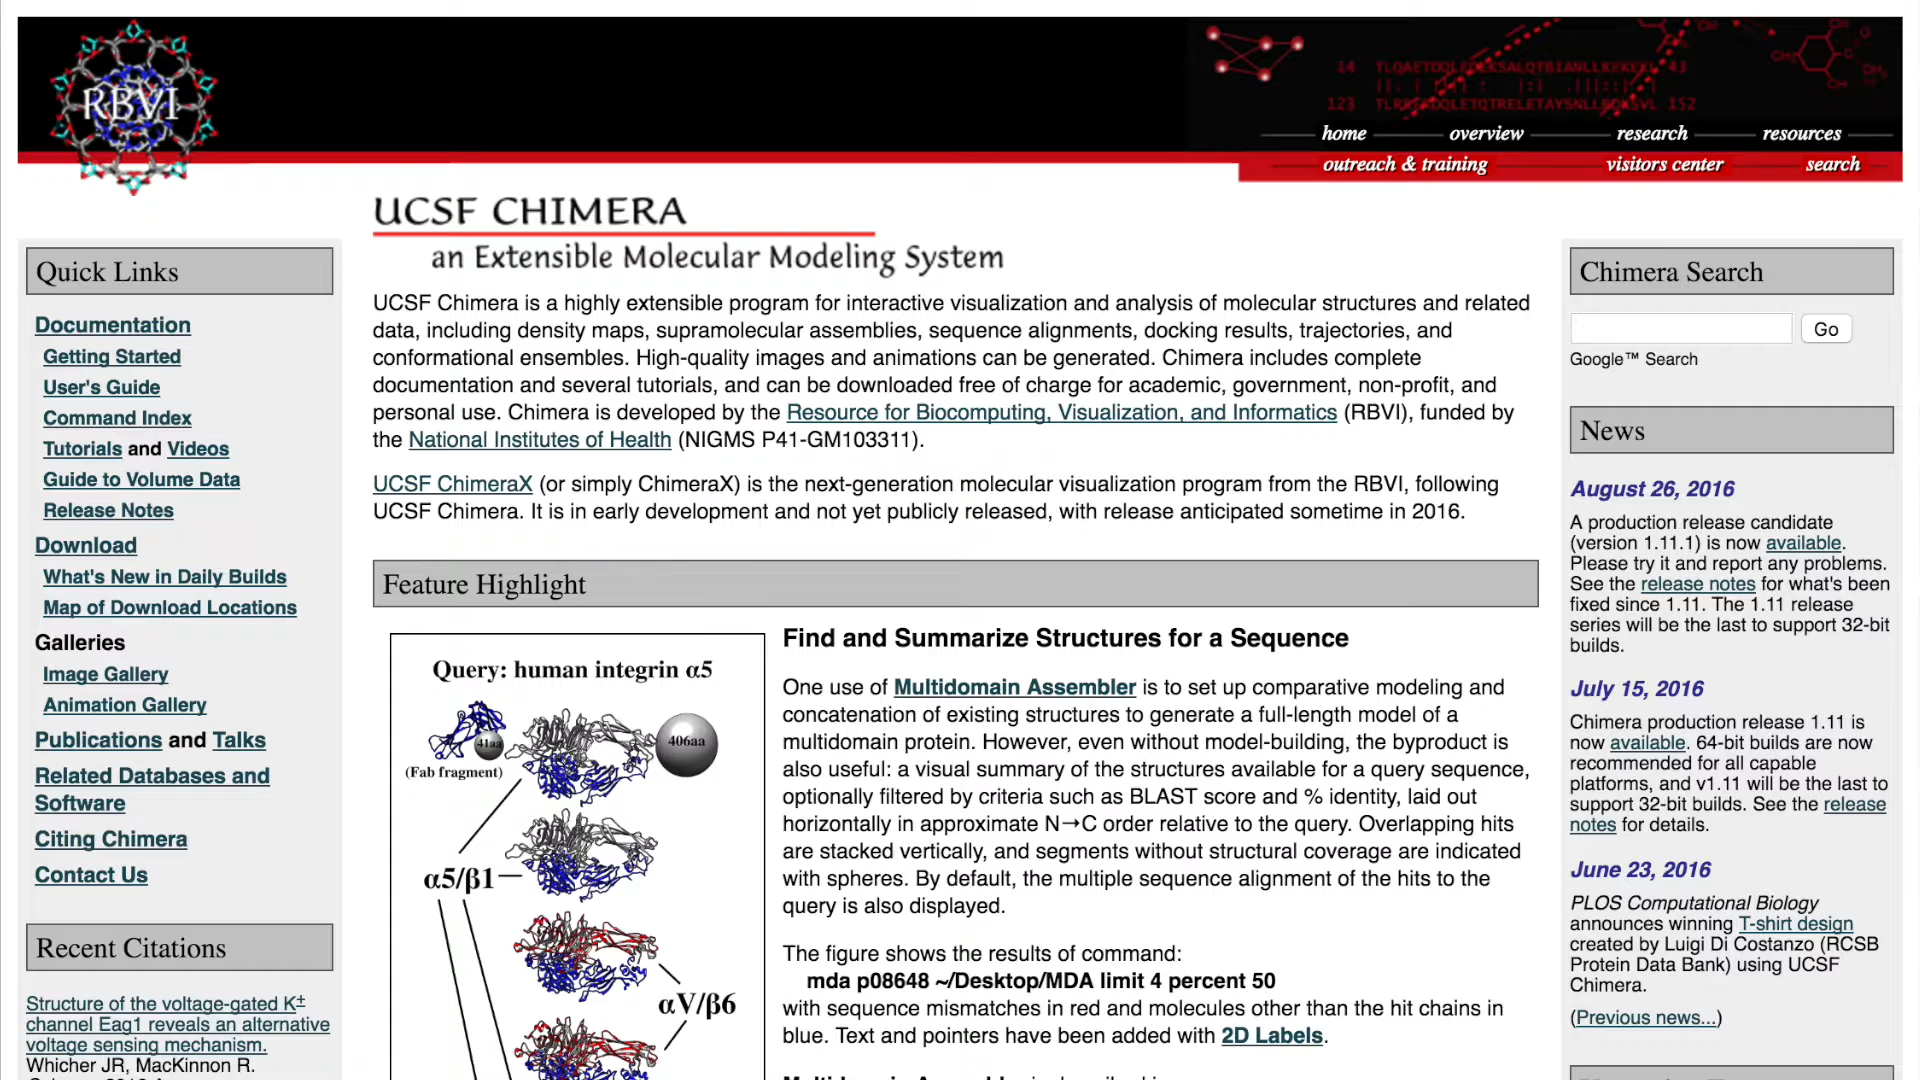 RBVI
14 43
123 152
home overview research resources
outreach & training visitors center search
UCSF CHIMERA
an Extensible Molecular Modeling System
Quick Links
Documentation
Getting Started
User's Guide
Command Index
Tutorials and Videos
Guide to Volume Data
Release Notes
Download
What's New in Daily Builds
Map of Download Locations
Galleries
Image Gallery
Animation Gallery
Publications and Talks
Related Databases and
Software
Citing Chimera
Contact Us
Recent Citations
Structure of the voltage-gated K+
channel Eag1 reveals an alternative
voltage sensing mechanism.
Whicher JR, MacKinnon R.
UCSF Chimera is a highly extensible program for interactive visualization and analysis of molecular structures and related
data, including density maps, supramolecular assemblies, sequence alignments, docking results, trajectories, and
conformational ensembles. High-quality images and animations can be generated. Chimera includes complete
documentation and several tutorials, and can be downloaded free of charge for academic, government, non-profit, and
personal use. Chimera is developed by the Resource for Biocomputing, Visualization, and Informatics (RBVI), funded by
the National Institutes of Health (NIGMS P41-GM103311).
UCSF ChimeraX (or simply ChimeraX) is the next-generation molecular visualization program from the RBVI, following
UCSF Chimera. It is in early development and not yet publicly released, with release anticipated sometime in 2016.
Feature Highlight
Query: human integrin α5
41aa
406aa
(Fab fragment)
α5/β1
αV/β6
Find and Summarize Structures for a Sequence
One use of Multidomain Assembler is to set up comparative modeling and
concatenation of existing structures to generate a full-length model of a
multidomain protein. However, even without model-building, the byproduct is
also useful: a visual summary of the structures available for a query sequence,
optionally filtered by criteria such as BLAST score and % identity, laid out
horizontally in approximate N→C order relative to the query. Overlapping hits
are stacked vertically, and segments without structural coverage are indicated
with spheres. By default, the multiple sequence alignment of the hits to the
query is also displayed.
The figure shows the results of command:
mda p08648 ~/Desktop/MDA limit 4 percent 50
with sequence mismatches in red and molecules other than the hit chains in
blue. Text and pointers have been added with 2D Labels.
Chimera Search
Go
Google™ Search
News
August 26, 2016
A production release candidate
(version 1.11.1) is now available.
Please try it and report any problems.
See the release notes for what's been
fixed since 1.11. The 1.11 release
series will be the last to support 32-bit
builds.
July 15, 2016
Chimera production release 1.11 is
now available. 64-bit builds are now
recommended for all capable
platforms, and v1.11 will be the last to
support 32-bit builds. See the release
notes for details.
June 23, 2016
PLOS Computational Biology
announces winning T-shirt design
created by Luigi Di Costanzo (RCSB
Protein Data Bank) using UCSF
Chimera.
(Previous news...)